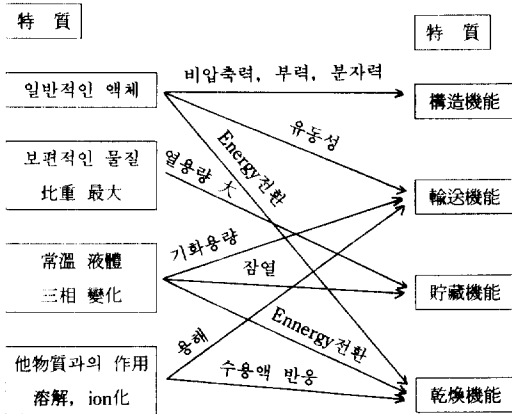 特 質
特 質
일반적인 액체
비압축력, 부력, 분자력
構造機能
유동성
Energy전환
보편적인 물질
比重 最大
열용량 大
輸送機能
기화용량
常溫 液體
三相 變化
잠열
貯藏機能
Ennergy전환
용해
他物質과의 作用
溶解, ion化
수용액 반응
乾燥機能